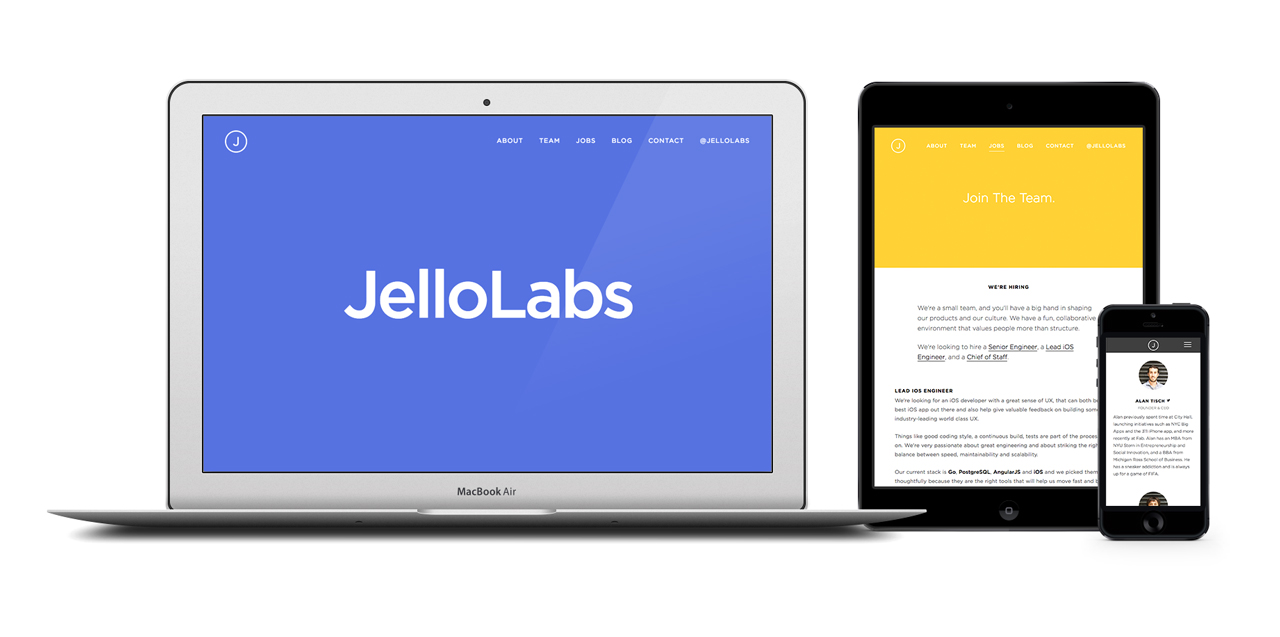 J
ABOUT TEAM JOBS BLOG CONTACT @JELLOLABS
JelloLabs
MacBook Air
J
ABOUT TEAM JOBS BLOG CONTACT @JELLOLABS
Join The Team.
WE'RE HIRING
We're a small team, and you'll have a big hand in shaping
our products and our culture. We have a fun, collaborative
environment that values people more than structure.
We're looking to hire a Senior Engineer, a Lead iOS
Engineer, and a Chief of Staff.
LEAD IOS ENGINEER
We're looking for an iOS developer with a great sense of UX, that can both b
best iOS app out there and also help give valuable feedback on building som
industry-leading world class UX.
Things like good coding style, a continuous build, tests are part of the proces
on. We're very passionate about great engineering and about striking the righ
balance between speed, maintainability and scalability.
Our current stack is Go, PostgreSQL, AngularJS and iOS and we picked them
thoughtfully because they are the right tools that will help us move fast and b
J
ALAN TISCH
FOUNDER & CEO
Alan previously spent time at City Hall,
launching initiatives such as NYC Big
Apps and the 311 iPhone app, and more
recently at Fab. Alan has an MBA from
NYU Stern in Entrepreneurship and
Social Innovation, and a BBA from
Michigan Ross School of Business. He
has a sneaker addiction and is always
up for a game of FIFA.